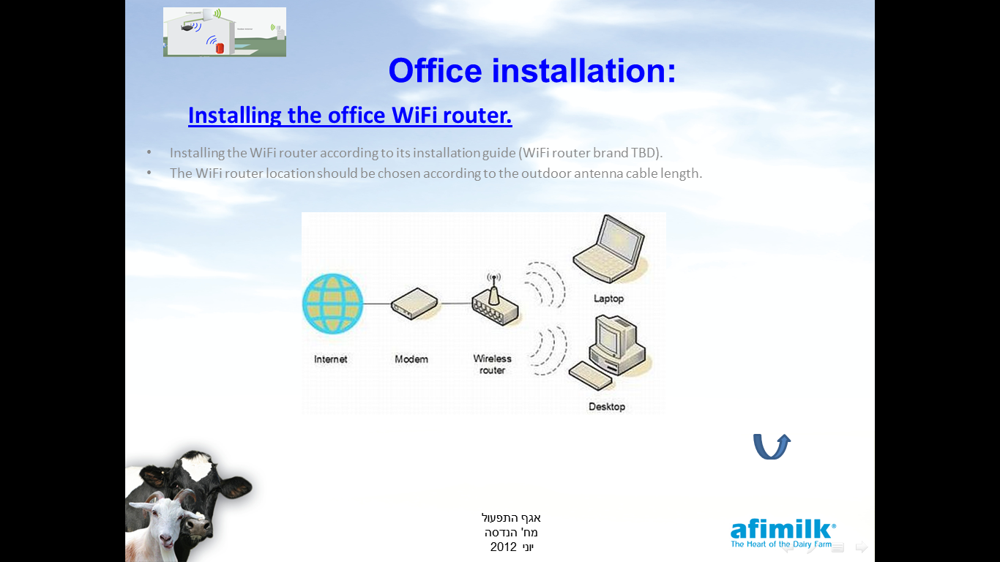 Office installation:
Installing the office WiFi router.
• Installing the WiFi router according to its installation guide (WiFi router brand TBD).
• The WiFi router location should be chosen according to the outdoor antenna cable length.
Laptop
Internet
Modem
Wireless
router
Desktop
אגף התפעול
מח' הנדסה
יוני 2012
afimilk®
The Heart of the Dairy Farm